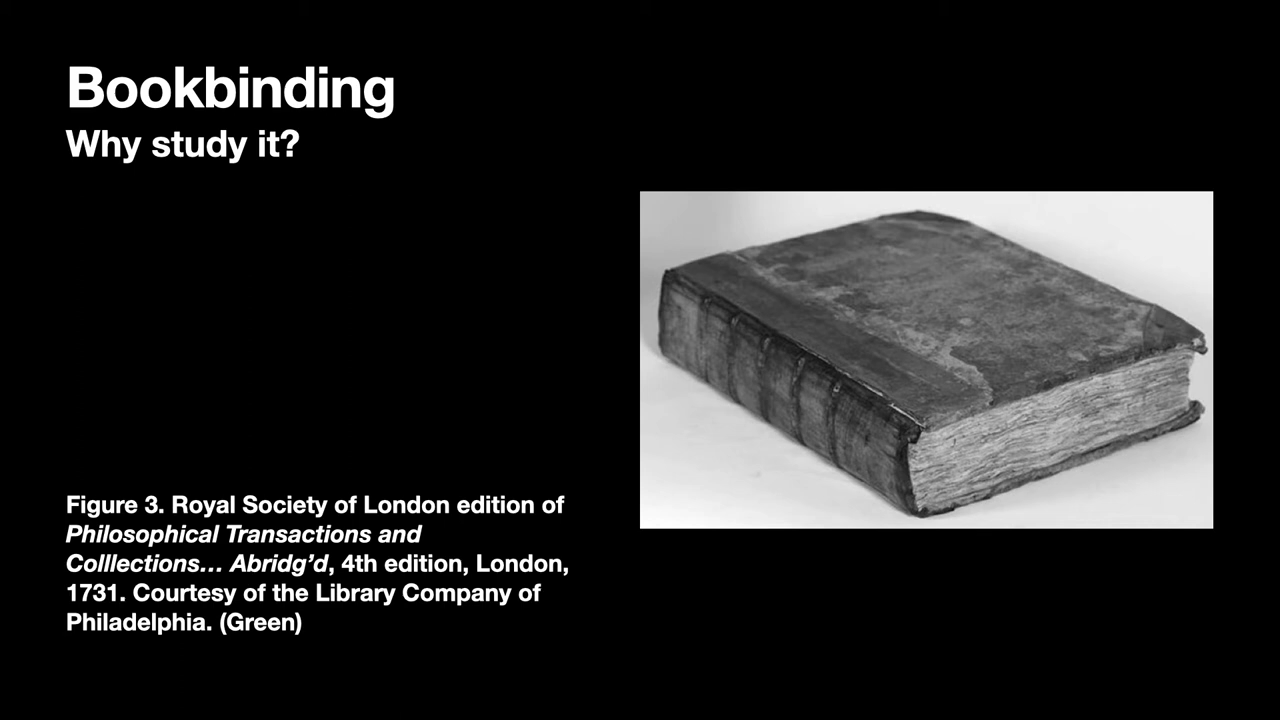 Bookbinding
Why study it?
Figure 3. Royal Society of London edition of
Philosophical Transactions and
Colllections… Abridg’d, 4th edition, London,
1731. Courtesy of the Library Company of
Philadelphia. (Green)